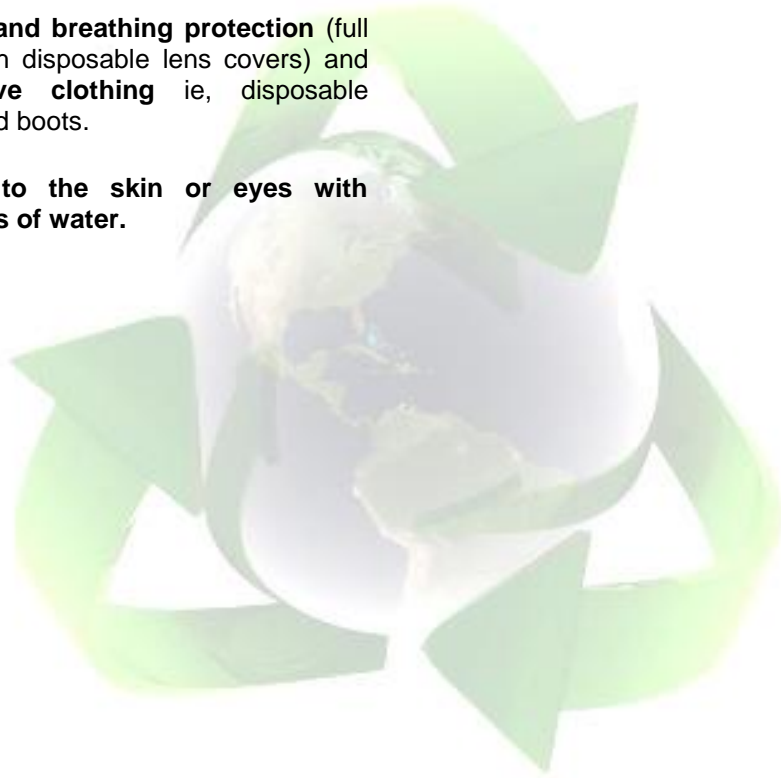 and breathing protection (full
disposable lens covers) and
clothing ie, disposable
boots.
to the skin or eyes with
of water.